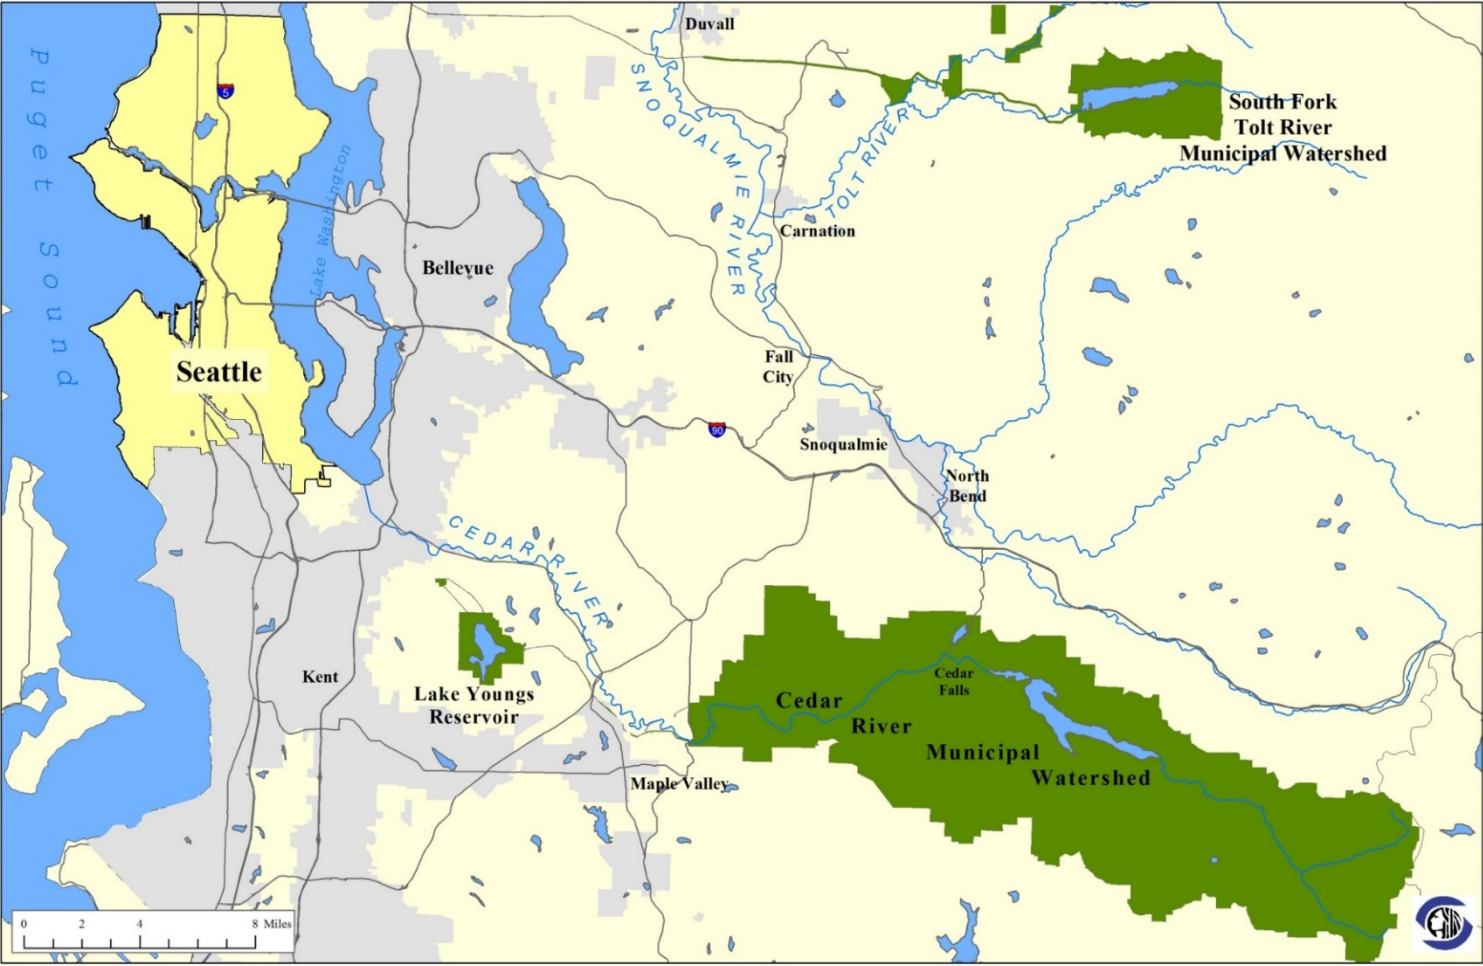 Duvall
Puget Sound
5
SNOQUALMIE RIVER
TOLT RIVER
South Fork
Tolt River
Municipal Watershed
Lake Washington
Carnation
Bellevue
Seattle
Fall
City
90
Snoqualmie
North
Bend
CEDAR RIVER
Kent
Lake Youngs
Reservoir
Cedar
Falls
Cedar
River
Municipal
Watershed
Maple Valley
0 2 4 8 Miles